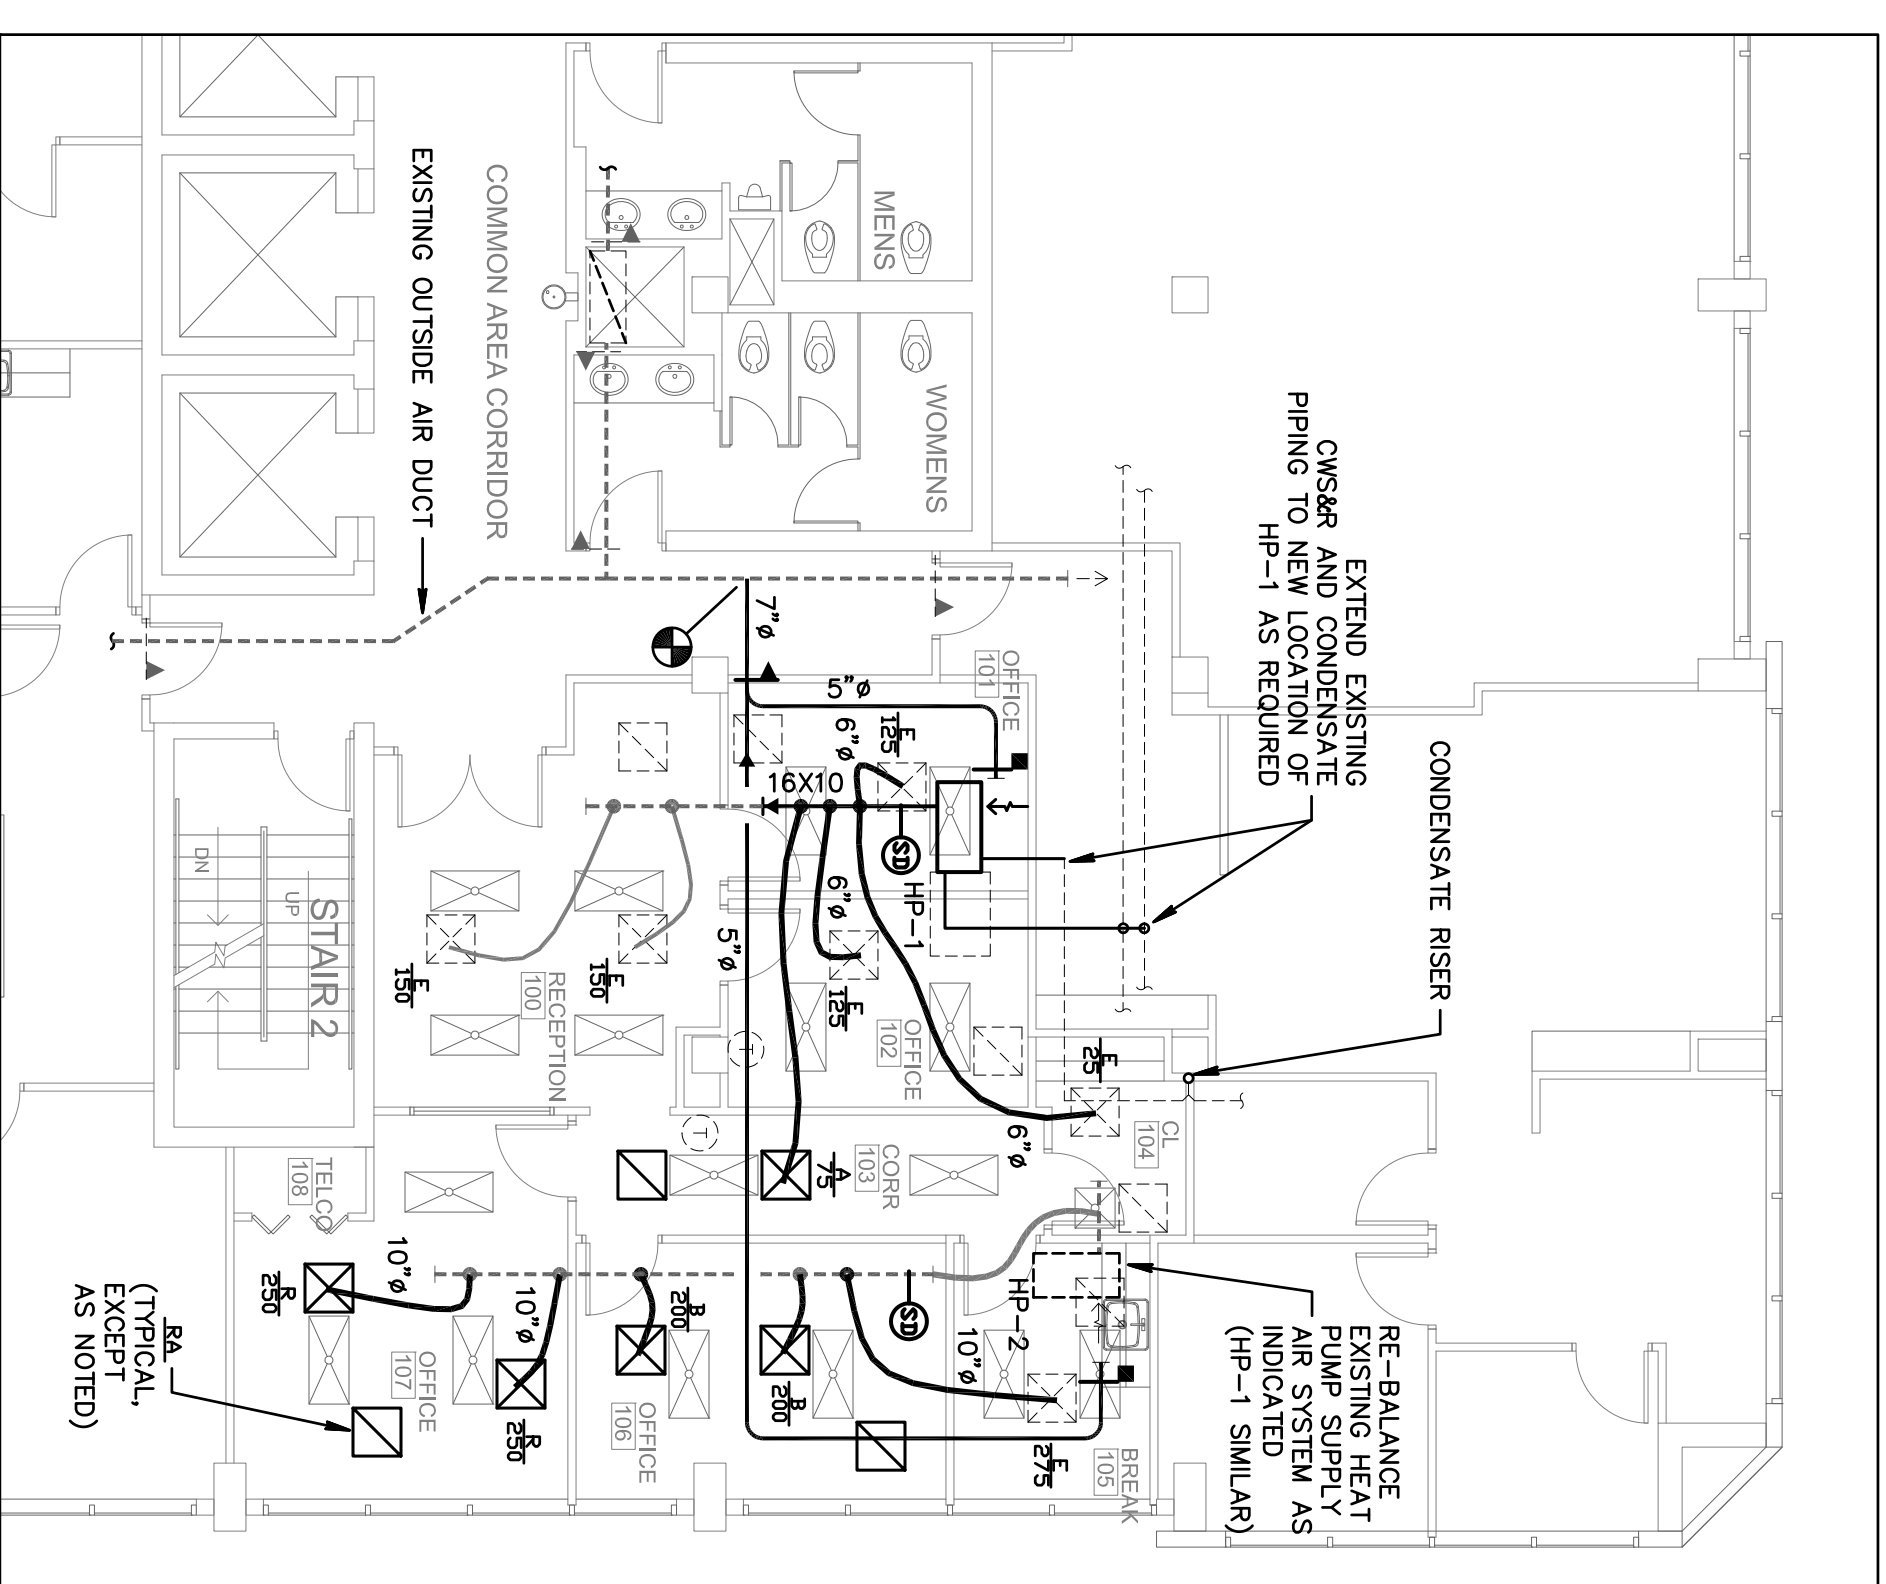 EXTEND EXISTING
CWS&R AND CONDENSATE
PIPING TO NEW LOCATION OF
HP-1 AS REQUIRED
CONDENSATE RISER
RE-BALANCE
EXISTING HEAT
PUMP SUPPLY
AIR SYSTEM AS
INDICATED
(HP-1 SIMILAR)
MENS
WOMENS
COMMON AREA CORRIDOR
EXISTING OUTSIDE AIR DUCT
OFFICE
101
7"ø
5"ø
6"ø
E
125
16X10
SD
HP-1
6"ø
E
125
OFFICE
102
5"ø
T
E
150
E
150
RECEPTION
100
STAIR 2
UP
DN
E
25
CL
104
6"ø
CORR
103
A
75
T
TELCO
108
HP-2
SD
10"ø
E
275
BREAK
105
B
200
B
200
OFFICE
106
10"ø
R
250
OFFICE
107
10"ø
R
250
RA
(TYPICAL,
EXCEPT
AS NOTED)